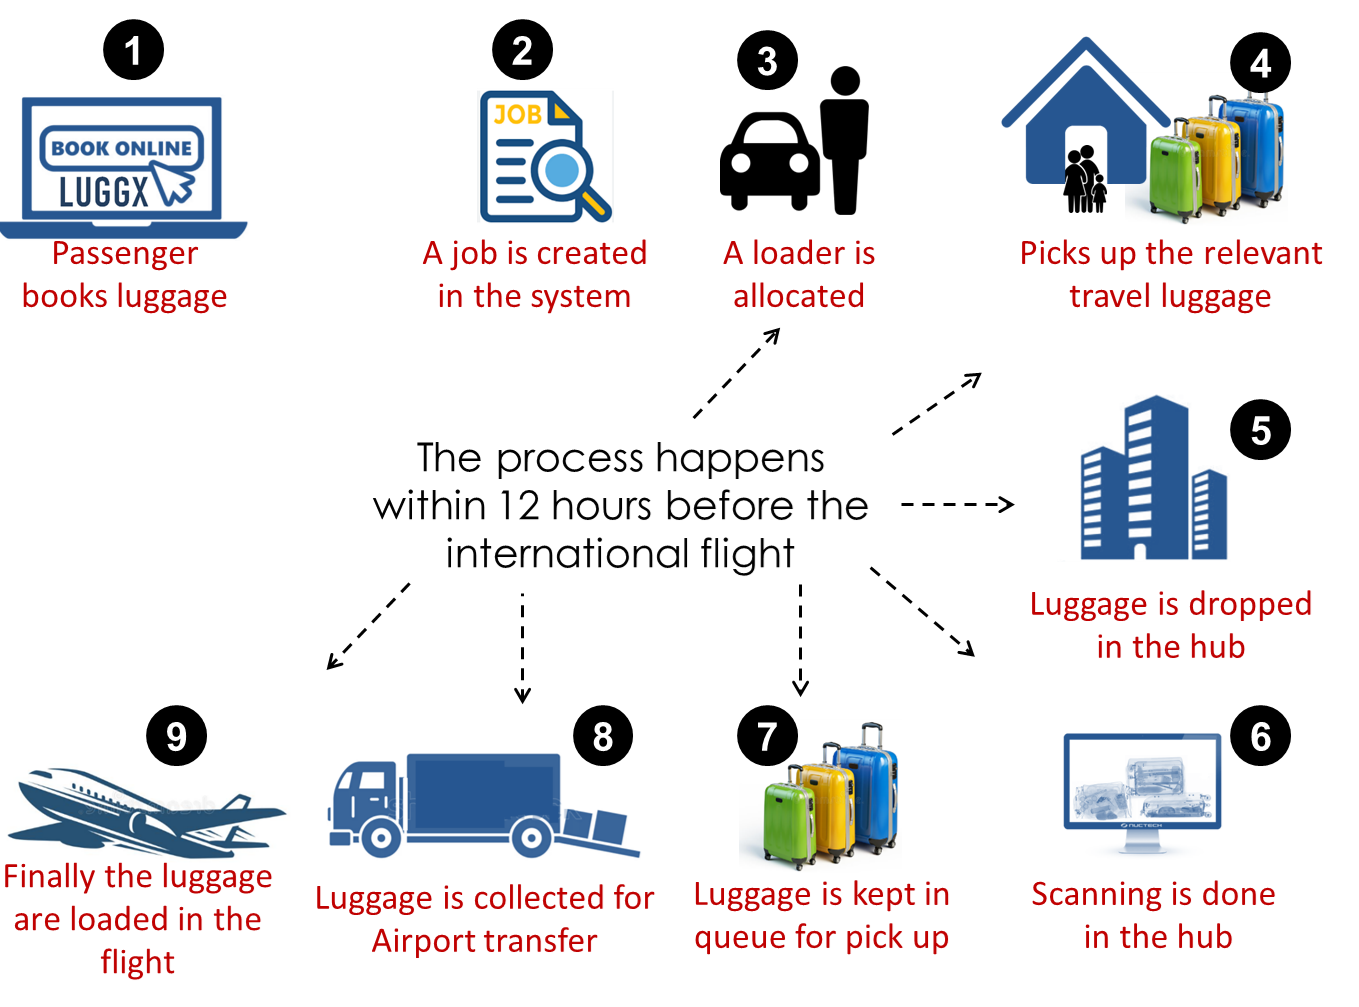 1
BOOK ONLINE
LUGGX
Passenger
books luggage
2
JOB
A job is created
in the system
3
A loader is
allocated
4
Picks up the relevant
travel luggage
The process happens
within 12 hours before the
international flight
5
Luggage is dropped
in the hub
6
NUCTECH
Scanning is done
in the hub
7
Luggage is kept in
queue for pick up
8
Luggage is collected for
Airport transfer
9
Finally the luggage
are loaded in the
flight